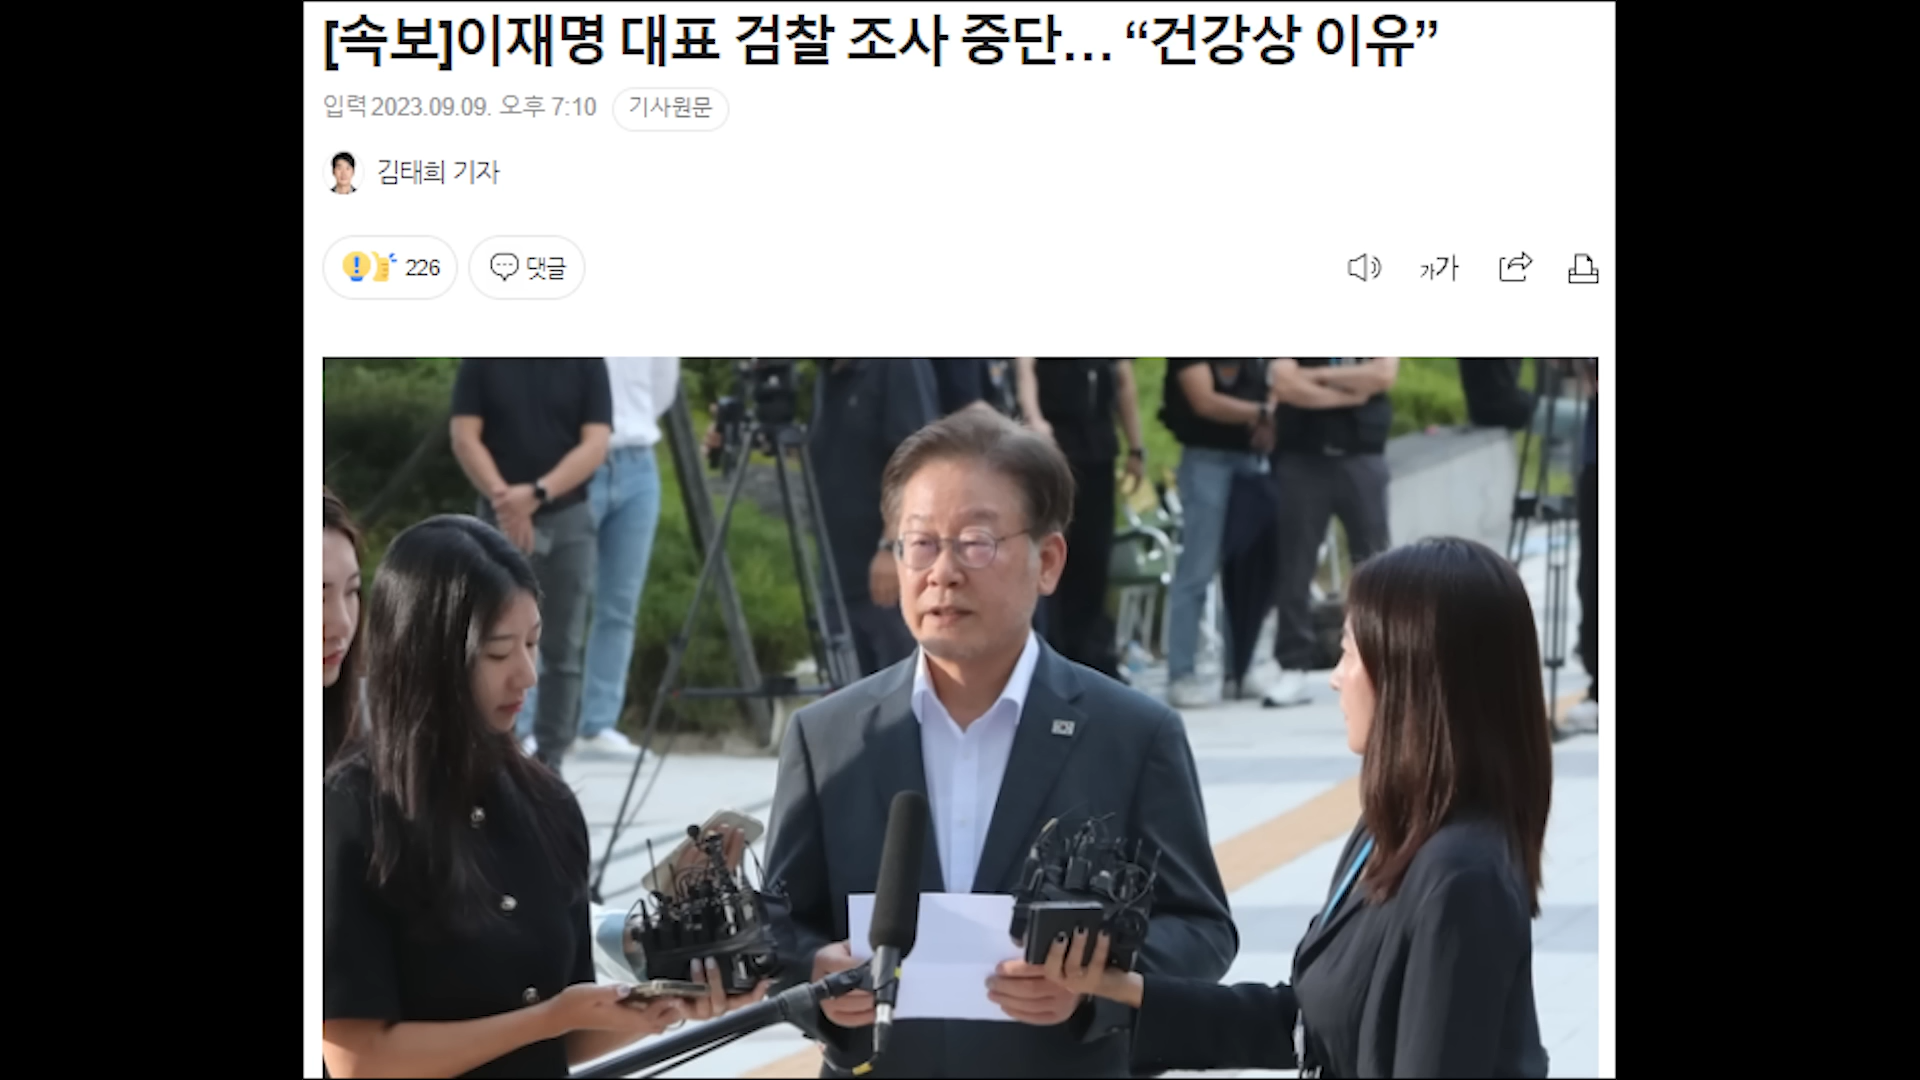 [속보]이재명 대표 검찰 조사 중단… “건강상 이유”
입력 2023.09.09. 오후 7:10 기사원문
김태희 기자
226 댓글 가가